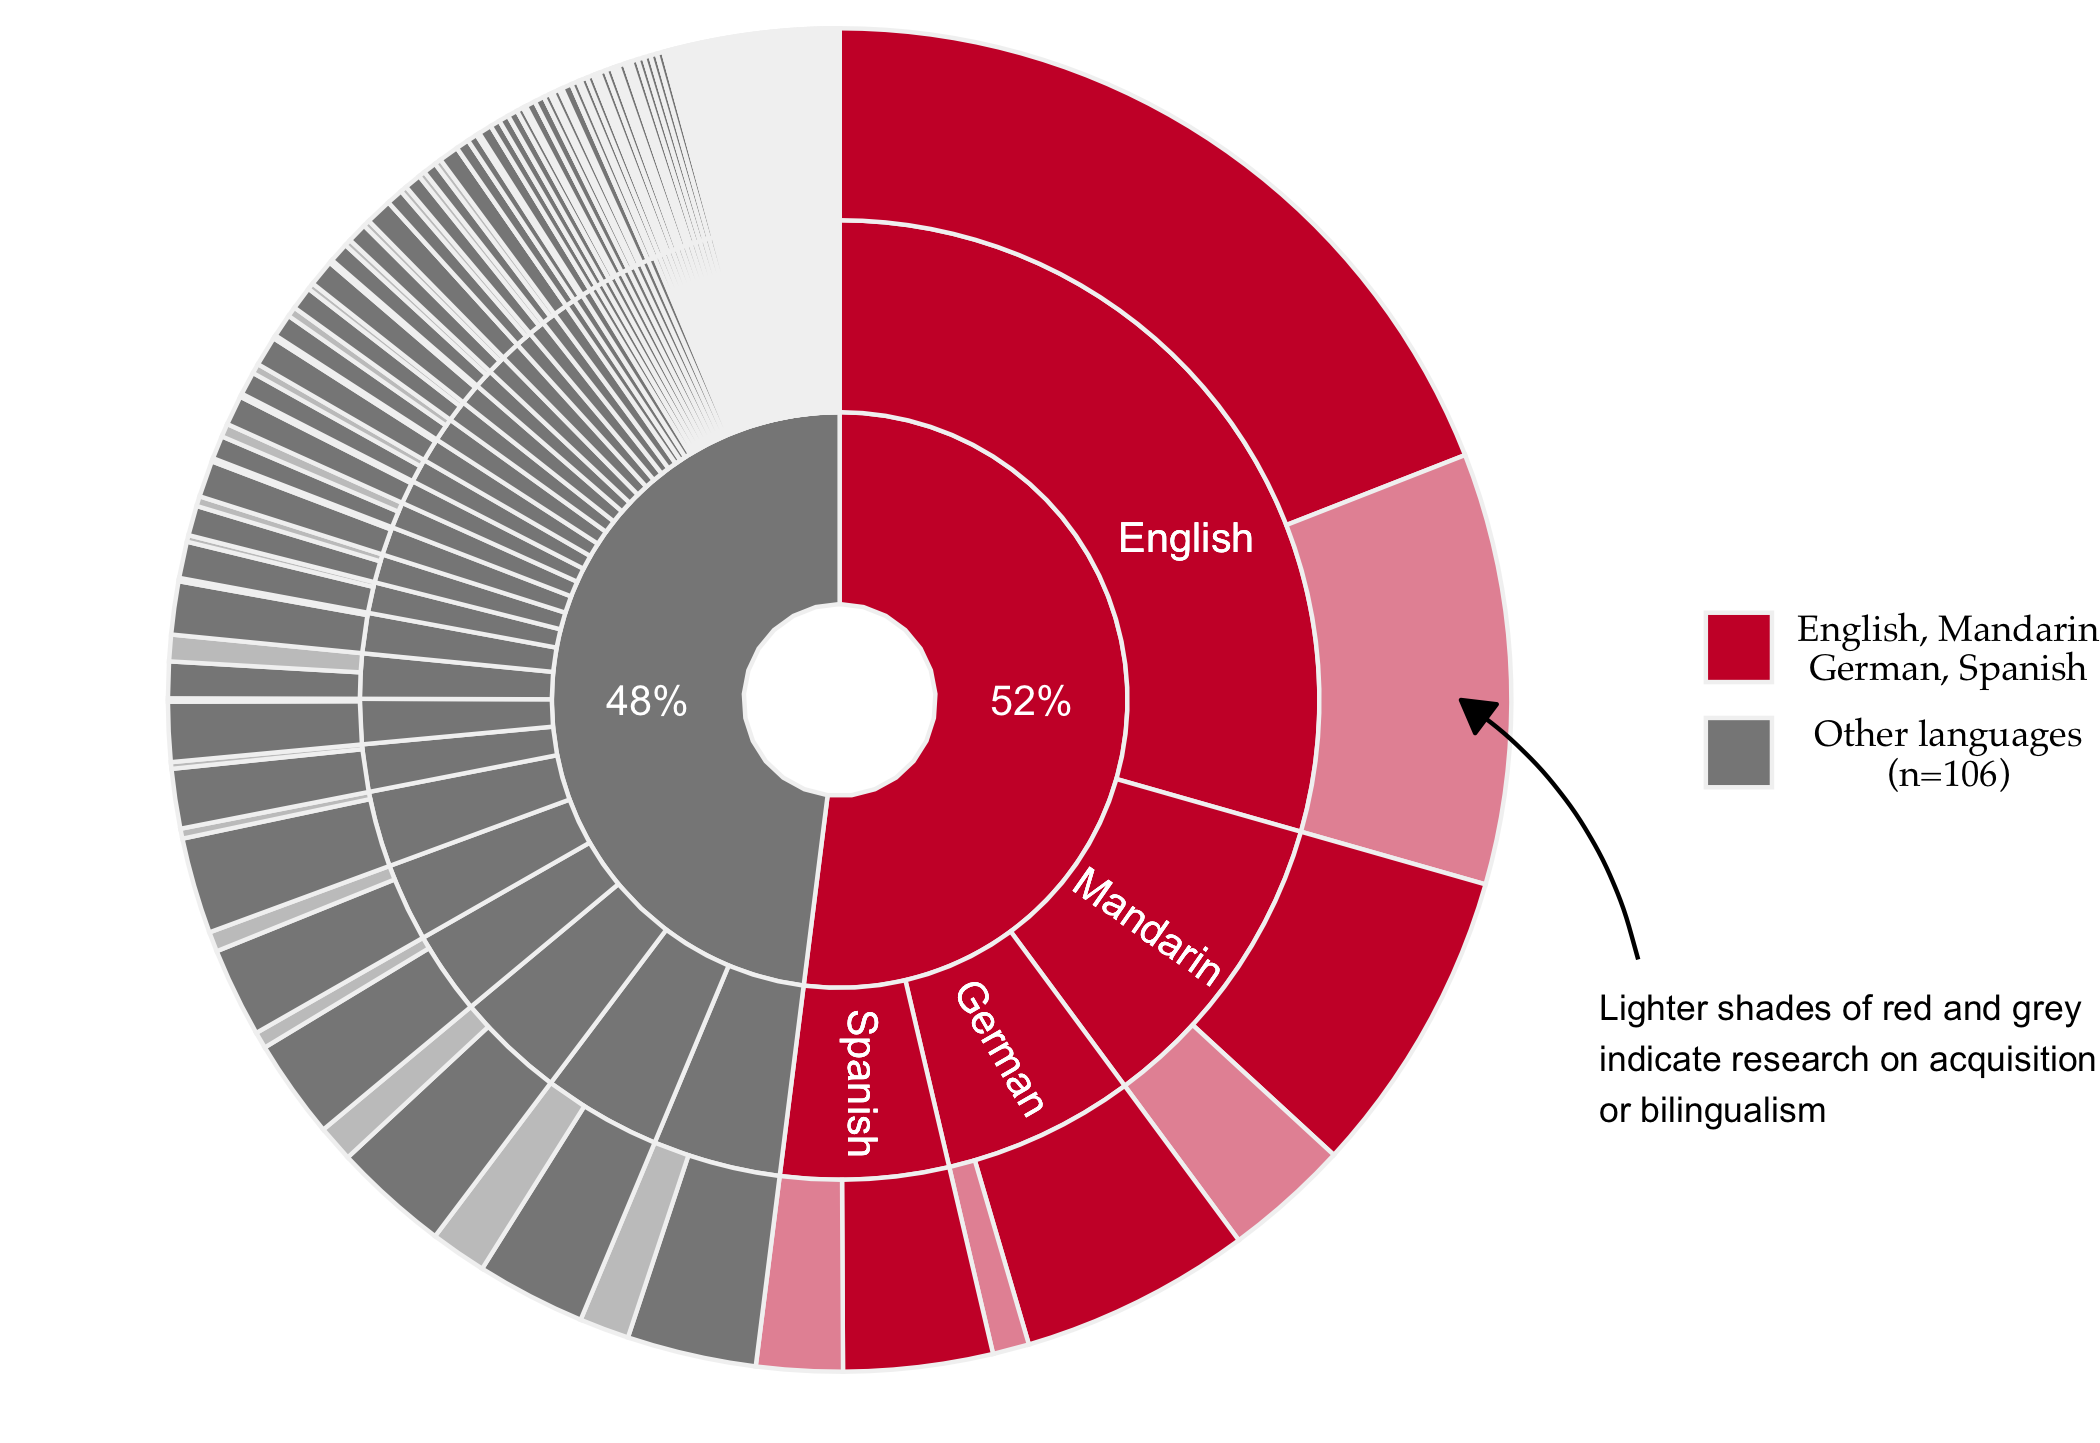 English
48%
52%
Mandarin
German
Spanish
English, Mandarin
German, Spanish
Other languages
(n=106)
Lighter shades of red and grey
indicate research on acquisition
or bilingualism